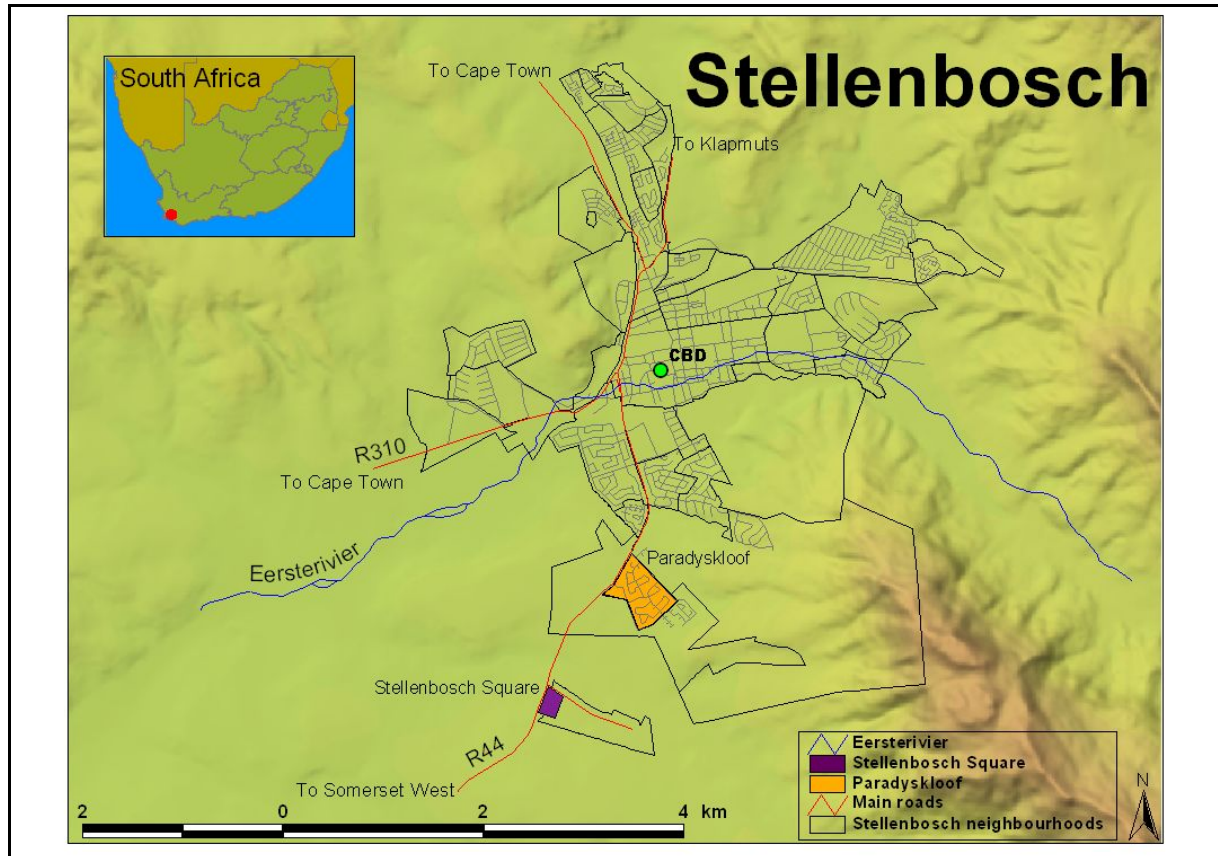 Stellenbosch
South Africa
To Cape Town
To Klapmuts
CBD
R310
To Cape Town
Eersterivier
Paradyskloof
Stellenbosch Square
R44
To Somerset West
2 0 2 4 km
Eersterivier
Stellenbosch Square
Paradyskloof
Main roads
Stellenbosch neighbourhoods
N